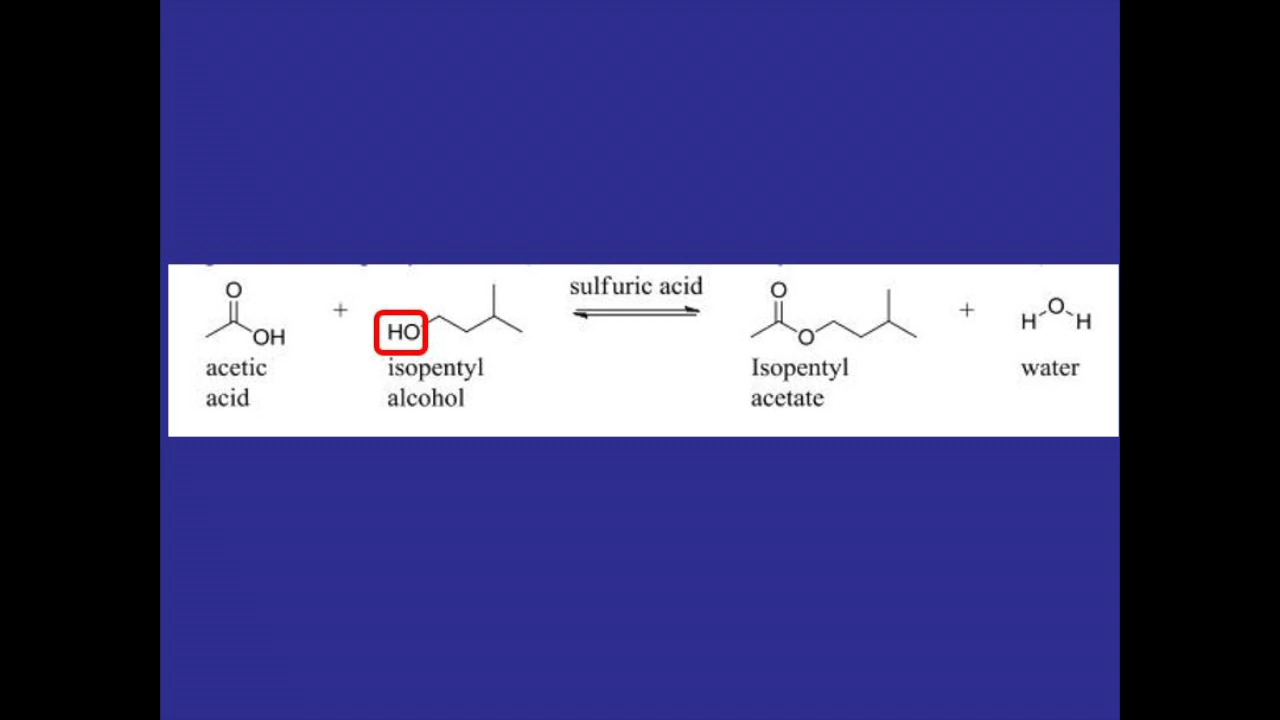 sulfuric acid
O
OH
+
HO
O
O
+
H O H
acetic
acid
isopentyl
alcohol
Isopentyl
acetate
water